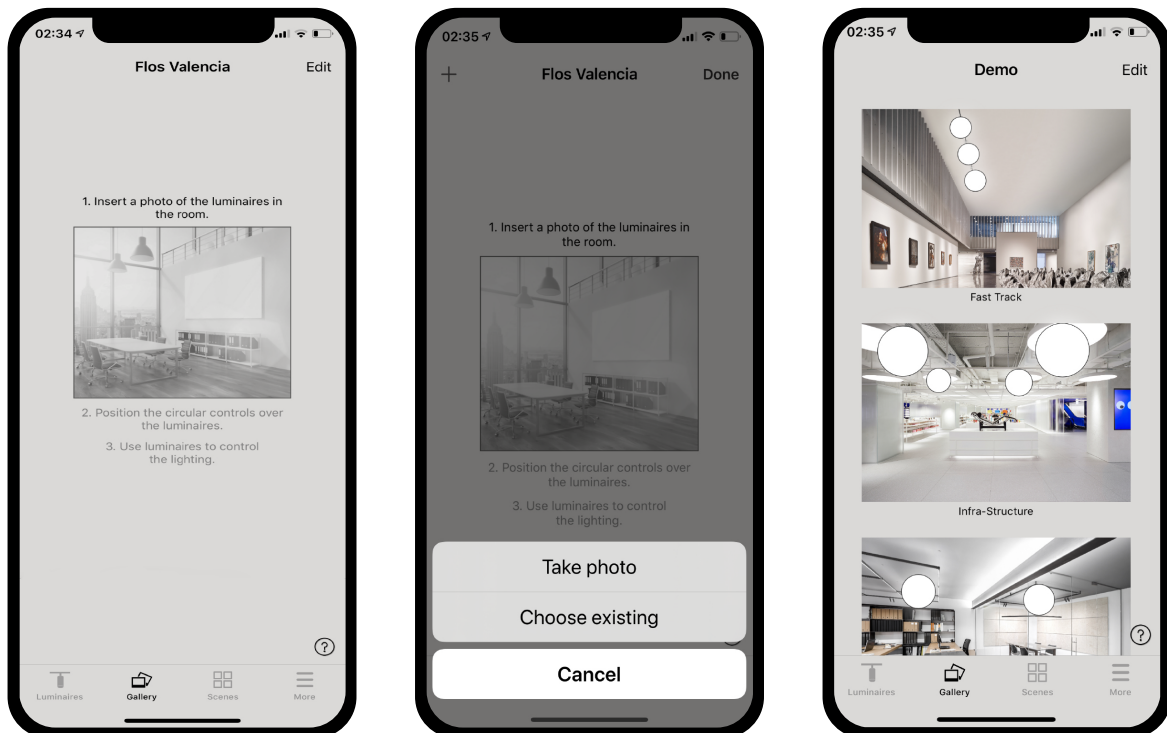 02:34
Flos Valencia
Edit
1. Insert a photo of the luminaires in
the room.
2. Position the circular controls over
the luminaires.
3. Use luminaires to control
the lighting.
?
Luminaires
Gallery
Scenes
More
02:35
+
Flos Valencia
Done
1. Insert a photo of the luminaires in
the room.
2. Position the circular controls over
the luminaires.
3. Use luminaires to control
the lighting.
Take photo
Choose existing
Cancel
02:35
Demo
Edit
Fast Track
Infra-Structure
?
Luminaires
Gallery
Scenes
More